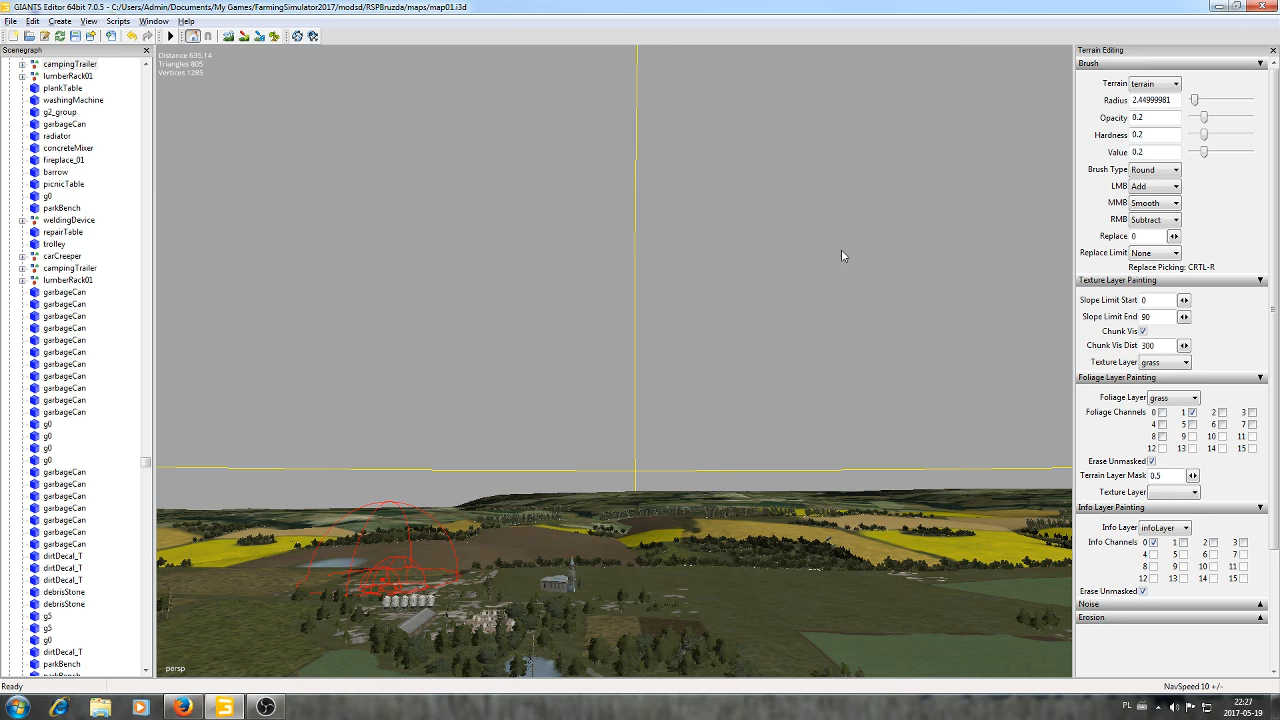 GIANTS Editor 64bit 7.0.5 - C:/Users/Admin/Documents/My Games/FarmingSimulator2017/modsd/RSPBruzda/maps/map01.i3d
File Edit Create View Scripts Window Help
Scenegraph
campingTrailer
lumberRack01
plankTable
washingMachine
g2_group
garbageCan
radiator
concreteMixer
fireplace_01
barrow
picnicTable
g0
parkBench
weldingDevice
repairTable
trolley
carCreeper
campingTrailer
lumberRack01
garbageCan
garbageCan
garbageCan
garbageCan
garbageCan
garbageCan
garbageCan
garbageCan
garbageCan
garbageCan
garbageCan
g0
g0
g0
g0
garbageCan
garbageCan
garbageCan
garbageCan
garbageCan
garbageCan
garbageCan
dirtDecal_T
dirtDecal_T
dirtDecal_T
debrisStone
debrisStone
g5
g5
g0
dirtDecal_T
parkBench
parkBench
Distance 635.14
Triangles 805
Vertices 1285
persp
Terrain Editing
Brush
Terrain terrain
Radius 2.44999981
Opacity 0.2
Hardness 0.2
Value 0.2
Brush Type Round
LMB Add
MMB Smooth
RMB Subtract
Replace 0
Replace Limit None
Replace Picking: CRTL-R
Texture Layer Painting
Slope Limit Start 0
Slope Limit End 90
Chunk Vis
Chunk Vis Dist 300
Texture Layer grass
Foliage Layer Painting
Foliage Layer grass
Foliage Channels 0 1 2 3
4 5 6 7
8 9 10 11
12 13 14 15
Erase Unmasked
Terrain Layer Mask 0.5
Texture Layer
Info Layer Painting
Info Layer infoLayer
Info Channels 0 1 2 3
4 5 6 7
8 9 10 11
12 13 14 15
Erase Unmasked
Noise
Erosion
Ready
NavSpeed 10 +/-
PL
22:27
2017-05-19